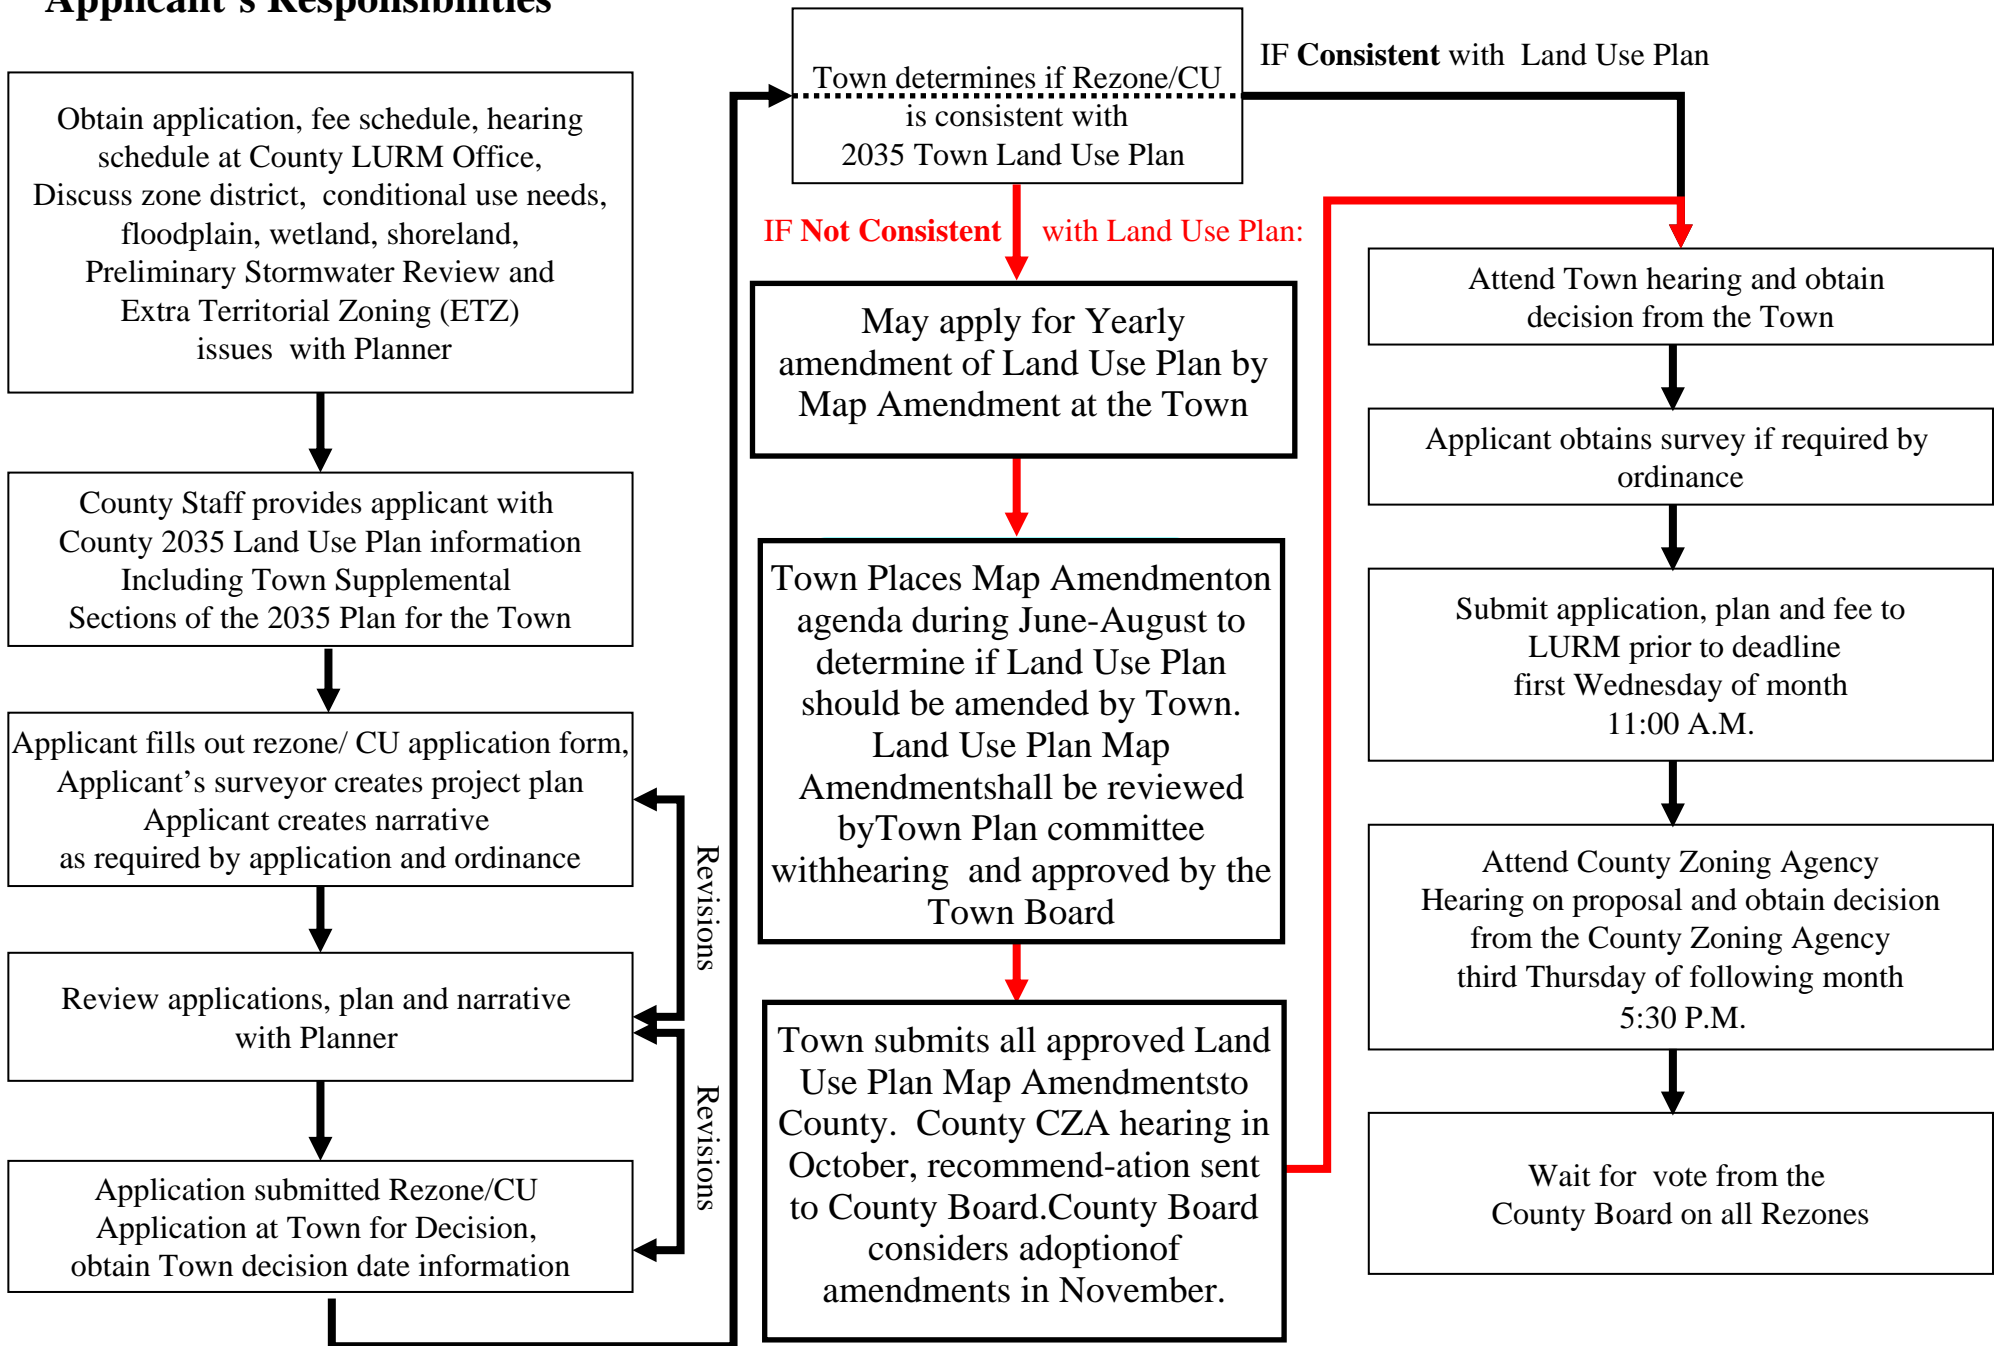 Applicant's Responsibilities
Obtain application, fee schedule, hearing
schedule at County LURM Office,
Discuss zone district, conditional use needs,
floodplain, wetland, shoreland,
Preliminary Stormwater Review and
Extra Territorial Zoning (ETZ)
issues with Planner
County Staff provides applicant with
County 2035 Land Use Plan information
Including Town Supplemental
Sections of the 2035 Plan for the Town
Applicant fills out rezone/ CU application form,
Applicant's surveyor creates project plan
Applicant creates narrative
as required by application and ordinance
Revisions
Review applications, plan and narrative
with Planner
Revisions
Application submitted Rezone/CU
Application at Town for Decision,
obtain Town decision date information
Town determines if Rezone/CU
is consistent with
2035 Town Land Use Plan
IF Consistent with Land Use Plan
IF Not Consistent with Land Use Plan:
May apply for Yearly
amendment of Land Use Plan by
Map Amendment at the Town
Town Places Map Amendmenton
agenda during June-August to
determine if Land Use Plan
should be amended by Town.
Land Use Plan Map
Amendmentshall be reviewed
byTown Plan committee
withhearing and approved by the
Town Board
Town submits all approved Land
Use Plan Map Amendmentsto
County. County CZA hearing in
October, recommend-ation sent
to County Board.County Board
considers adoptionof
amendments in November.
Attend Town hearing and obtain
decision from the Town
Applicant obtains survey if required by
ordinance
Submit application, plan and fee to
LURM prior to deadline
first Wednesday of month
11:00 A.M.
Attend County Zoning Agency
Hearing on proposal and obtain decision
from the County Zoning Agency
third Thursday of following month
5:30 P.M.
Wait for vote from the
County Board on all Rezones